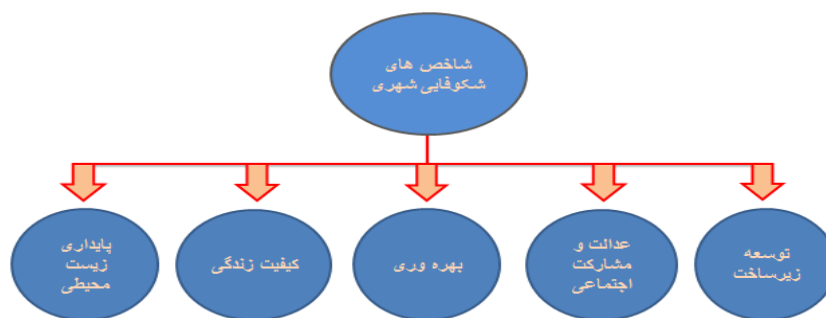 شاخص های
شکوفایی شهری
توسعه
زیرساخت
عدالت و
مشارکت
اجتماعی
بهره وری
کیفیت زندگی
پایداری
زیست
محیطی